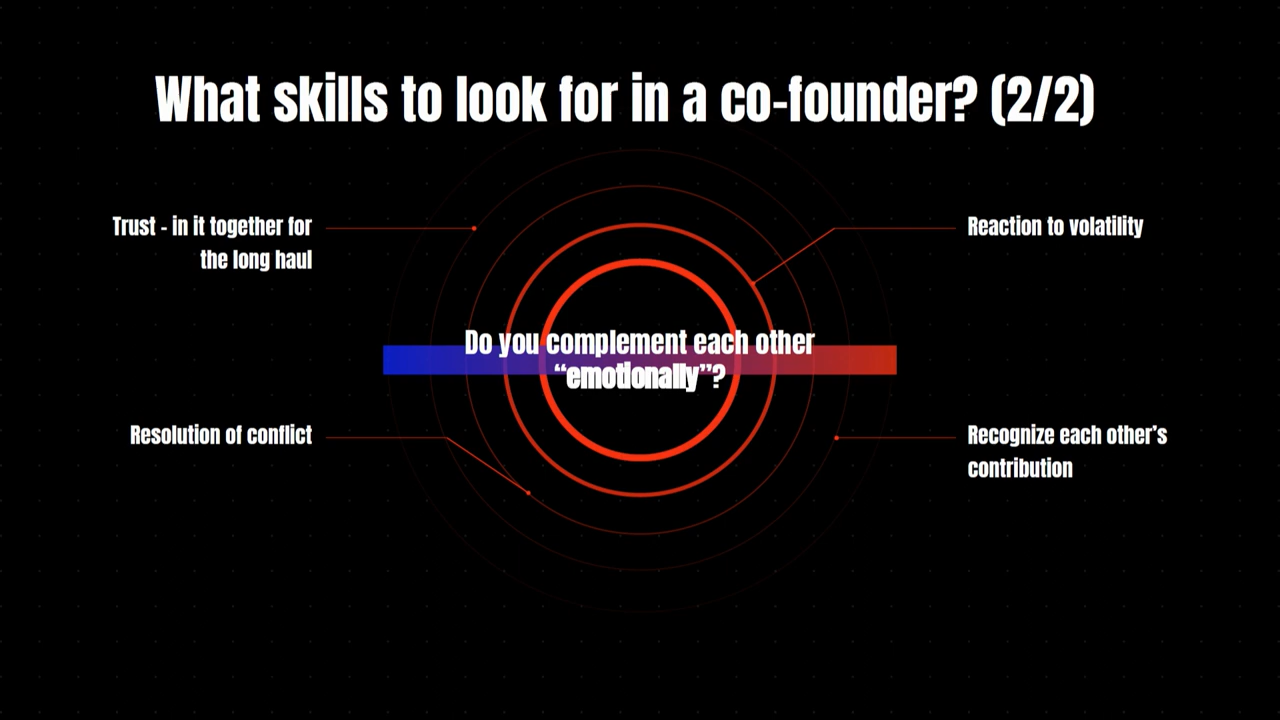 What skills to look for in a co-founder? (2/2)
Trust - in it together for
the long haul
Reaction to volatility
Do you complement each other
“emotionally”?
Resolution of conflict
Recognize each other’s
contribution